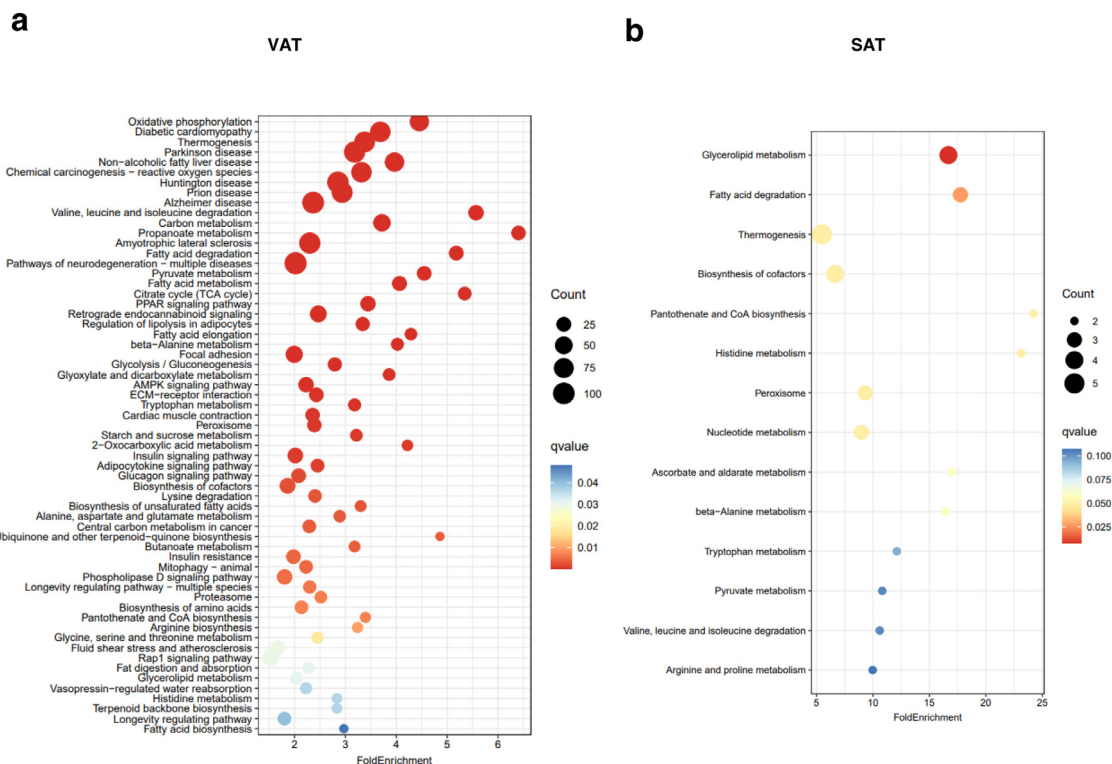 a
VAT
Oxidative phosphorylation
Diabetic cardiomyopathy
Thermogenesis
Parkinson disease
Non−alcoholic fatty liver disease
Chemical carcinogenesis − reactive oxygen species
Huntington disease
Prion disease
Alzheimer disease
Valine, leucine and isoleucine degradation
Carbon metabolism
Propanoate metabolism
Amyotrophic lateral sclerosis
Fatty acid degradation
Pathways of neurodegeneration − multiple diseases
Pyruvate metabolism
Fatty acid metabolism
Citrate cycle (TCA cycle)
PPAR signaling pathway
Retrograde endocannabinoid signaling
Regulation of lipolysis in adipocytes
Fatty acid elongation
beta−Alanine metabolism
Focal adhesion
Glycolysis / Gluconeogenesis
Glyoxylate and dicarboxylate metabolism
AMPK signaling pathway
ECM−receptor interaction
Tryptophan metabolism
Cardiac muscle contraction
Peroxisome
Starch and sucrose metabolism
2−Oxocarboxylic acid metabolism
Insulin signaling pathway
Adipocytokine signaling pathway
Glucagon signaling pathway
Biosynthesis of cofactors
Lysine degradation
Biosynthesis of unsaturated fatty acids
Alanine, aspartate and glutamate metabolism
Central carbon metabolism in cancer
biquinone and other terpenoid−quinone biosynthesis
Butanoate metabolism
Insulin resistance
Mitophagy − animal
Phospholipase D signaling pathway
Longevity regulating pathway − multiple species
Proteasome
Biosynthesis of amino acids
Pantothenate and CoA biosynthesis
Arginine biosynthesis
Glycine, serine and threonine metabolism
Fluid shear stress and atherosclerosis
Rap1 signaling pathway
Fat digestion and absorption
Glycerolipid metabolism
Vasopressin−regulated water reabsorption
Histidine metabolism
Terpenoid backbone biosynthesis
Longevity regulating pathway
Fatty acid biosynthesis
2 3 4 5 6
FoldEnrichment
Count
25
50
75
100
qvalue
0.04
0.03
0.02
0.01
b
SAT
Glycerolipid metabolism
Fatty acid degradation
Thermogenesis
Biosynthesis of cofactors
Pantothenate and CoA biosynthesis
Histidine metabolism
Peroxisome
Nucleotide metabolism
Ascorbate and aldarate metabolism
beta−Alanine metabolism
Tryptophan metabolism
Pyruvate metabolism
Valine, leucine and isoleucine degradation
Arginine and proline metabolism
5 10 15 20 25
FoldEnrichment
Count
2
3
4
5
qvalue
0.100
0.075
0.050
0.025